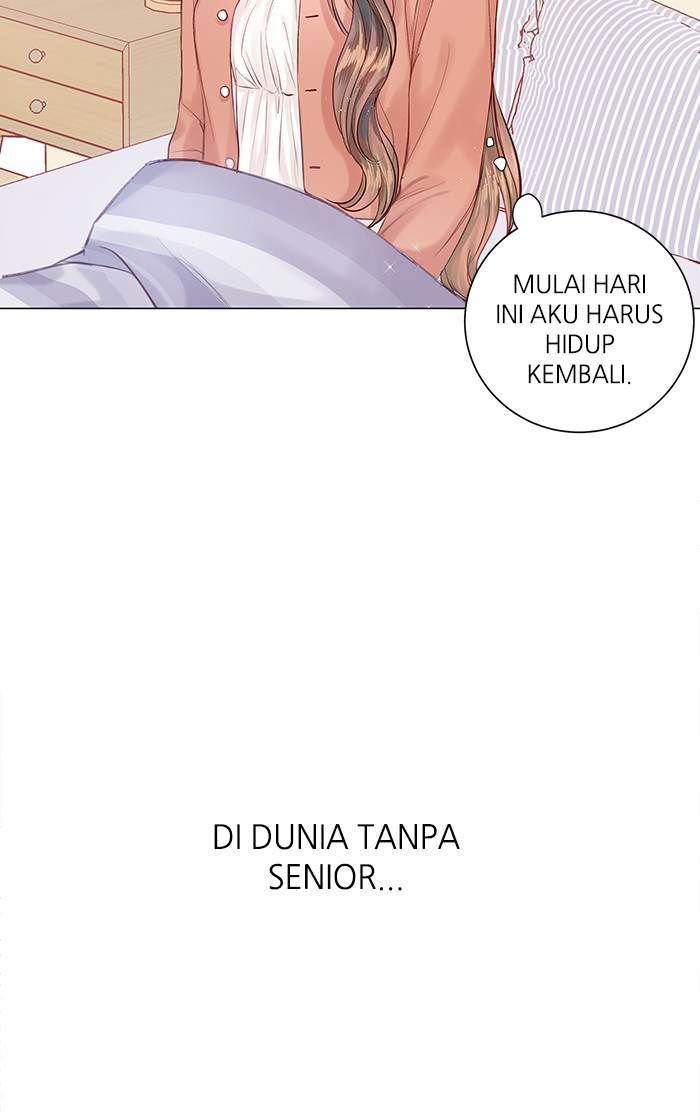 MULAI HARI
INI AKU HARUS
HIDUP
KEMBALI.
DI DUNIA TANPA
SENIOR...